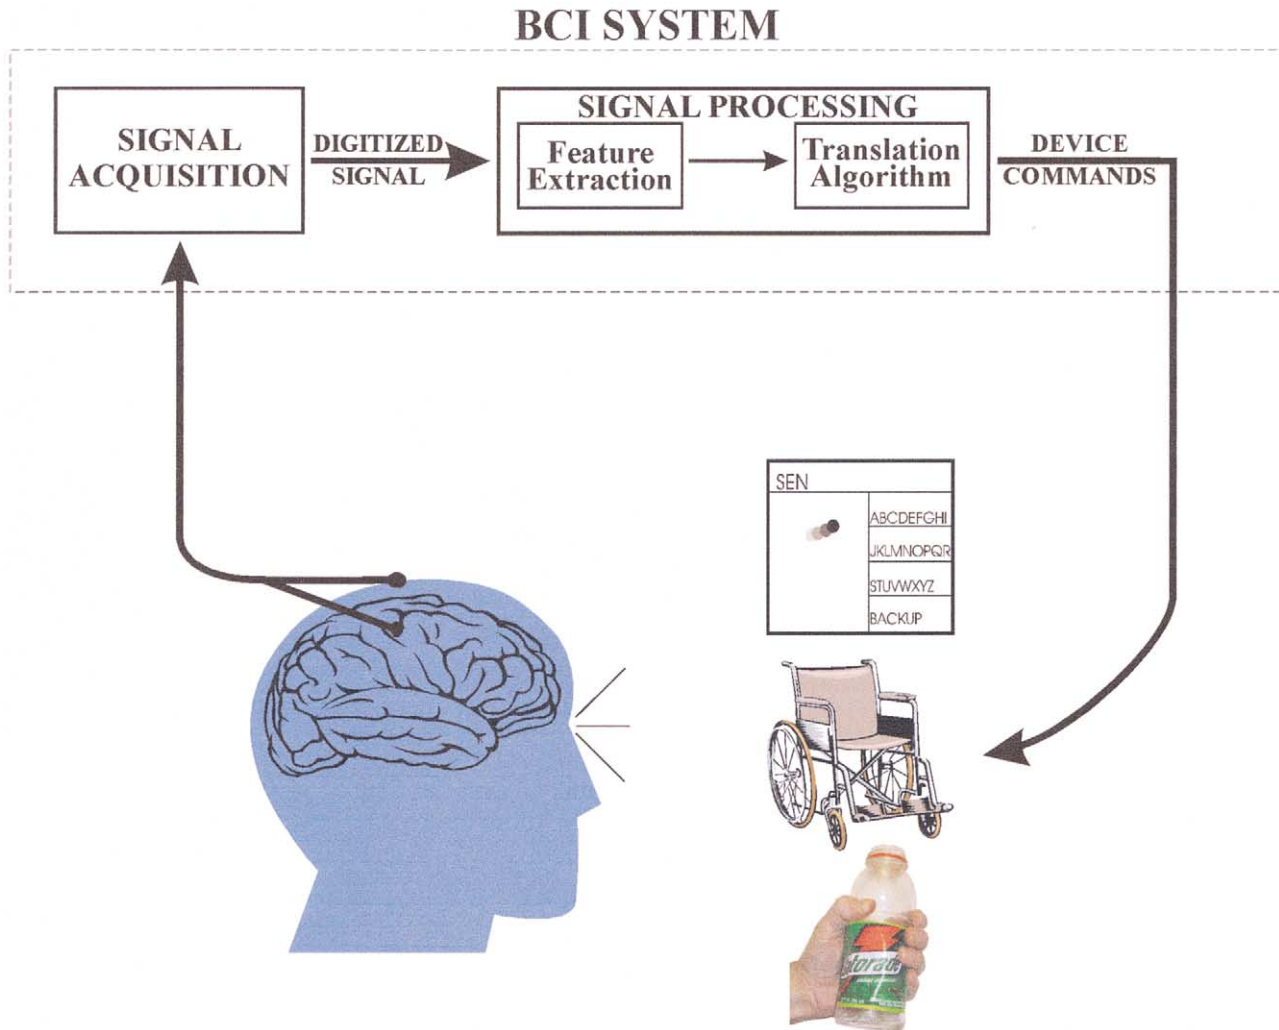 BCI SYSTEM
SIGNAL
ACQUISITION
DIGITIZED
SIGNAL
SIGNAL PROCESSING
Feature
Extraction
Translation
Algorithm
DEVICE
COMMANDS
SEN
ABCDEFGHI
JKLMNOPQR
STUVWXYZ
BACKUP